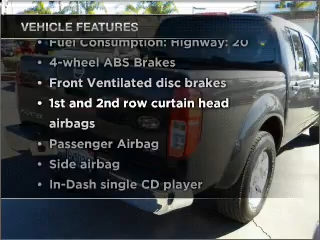 VEHICLE FEATURES
• Fuel Consumption: Highway: 20
• 4-wheel ABS Brakes
• Front Ventilated disc brakes
• 1st and 2nd row curtain head
airbags
• Passenger Airbag
• Side airbag
• In-Dash single CD player